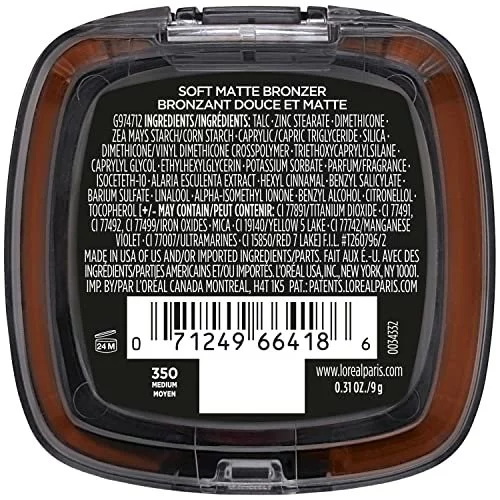 SOFT MATTE BRONZER
BRONZANT DOUCE ET MATTE
G974712 INGREDIENTS/INGRÉDIENTS: TALC • ZINC STEARATE • DIMETHICONE •
ZEA MAYS STARCH/CORN STARCH • CAPRYLIC/CAPRIC TRIGLYCERIDE • SILICA •
DIMETHICONE/VINYL DIMETHICONE CROSSPOLYMER • TRIETHOXYCAPRYLYLSILANE •
CAPRYLYL GLYCOL • ETHYLHEXYLGLYCERIN • POTASSIUM SORBATE • PARFUM/FRAGRANCE •
ISOCETETH-10 • ALARIA ESCULENTA EXTRACT • HEXYL CINNAMAL • BENZYL SALICYLATE •
BARIUM SULFATE • LINALOOL • ALPHA-ISOMETHYL IONONE • BENZYL ALCOHOL • CITRONELLOL •
TOCOPHEROL [+/- MAY CONTAIN/PEUT CONTENIR: CI 77891/TITANIUM DIOXIDE • CI 77491,
CI 77492, CI 77499/IRON OXIDES • MICA • CI 19140/YELLOW 5 LAKE • CI 77742/MANGANESE
VIOLET • CI 77007/ULTRAMARINES • CI 15850/RED 7 LAKE] F.I.L. #T260796/2
MADE IN USA OF US AND/OR IMPORTED INGREDIENTS/PARTS. FAIT AUX É.-U. AVEC DES
INGRÉDIENTS/PARTIES AMÉRICAINS ET/OU IMPORTÉS. L'ORÉAL USA, INC., NEW YORK, NY 10001.
IMP. BY/PAR L'ORÉAL CANADA MONTREAL, H4T 1K5 PAT.: PATENTS.LOREALPARIS.COM
24 M
0 71249 66418 6
0034332
350
MEDIUM
MOYEN
www.lorealparis.com
0.31 OZ./9 g